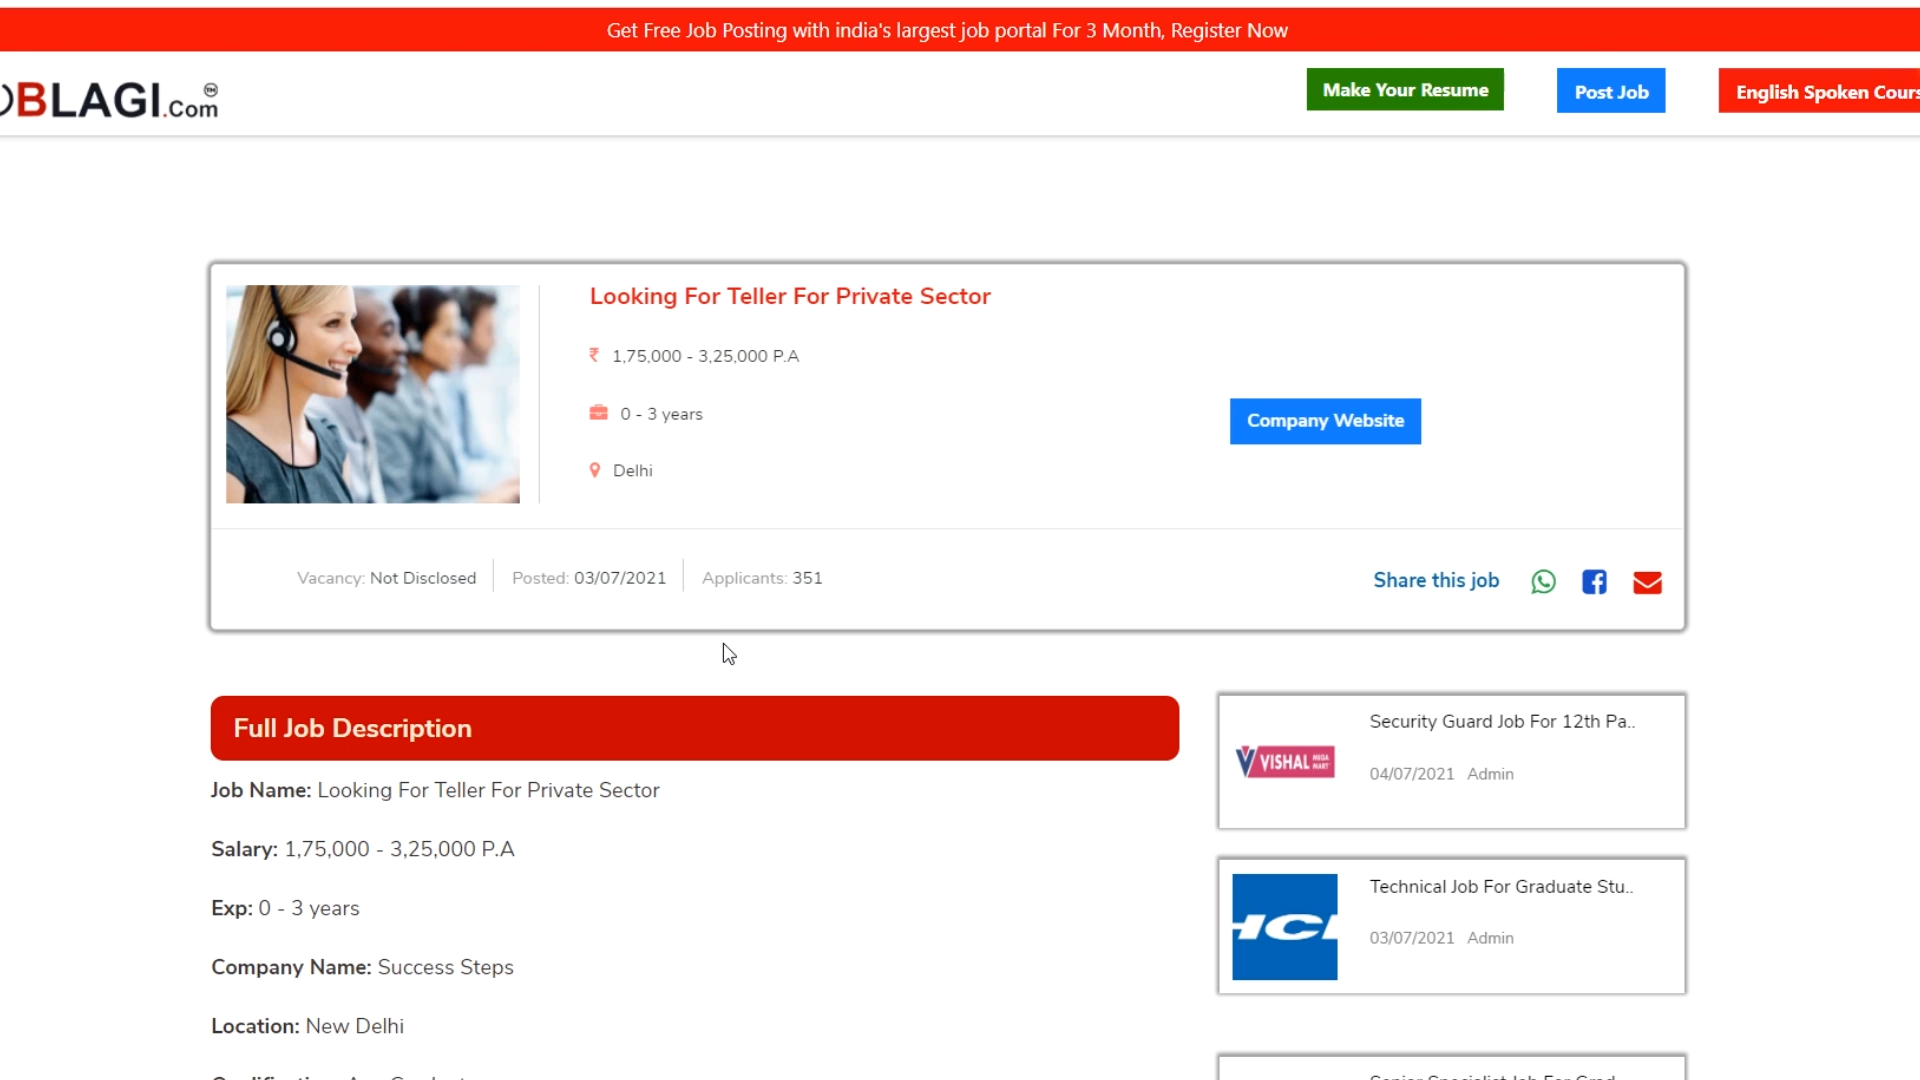 Get Free Job Posting with india's largest job portal For 3 Month, Register Now
OBLAGI.Com TM
Make Your Resume
Post Job
English Spoken Cours
Looking For Teller For Private Sector
₹ 1,75,000 - 3,25,000 P.A
0 - 3 years
Company Website
Delhi
Vacancy: Not Disclosed
Posted: 03/07/2021
Applicants: 351
Share this job
Full Job Description
Job Name: Looking For Teller For Private Sector
Salary: 1,75,000 - 3,25,000 P.A
Exp: 0 - 3 years
Company Name: Success Steps
Location: New Delhi
VISHAL MEGA MART
Security Guard Job For 12th Pa..
04/07/2021 Admin
HCL
Technical Job For Graduate Stu..
03/07/2021 Admin